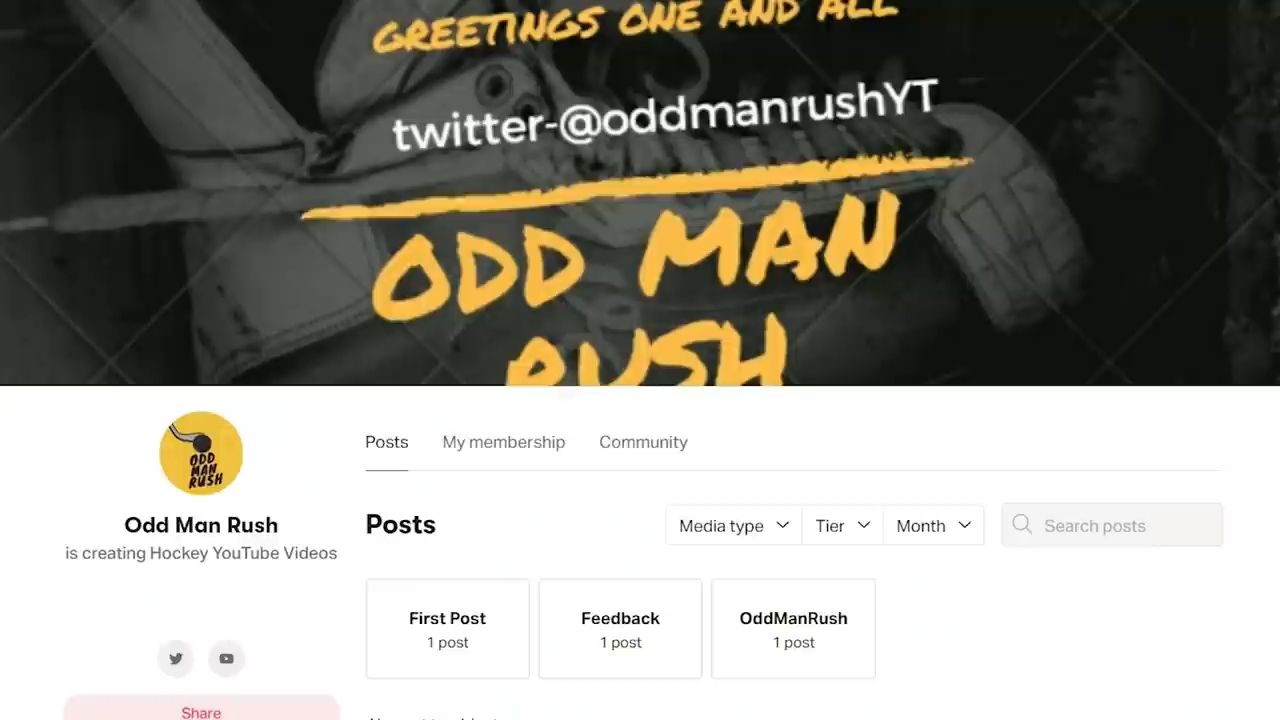 GREETINGS ONE AND ALL
twitter-@oddmanrushYT
ODD MAN
RUSH
ODD
MAN
RUSH
Odd Man Rush
is creating Hockey YouTube Videos
Share
Posts My membership Community
Posts
Media type Tier Month Search posts
First Post Feedback OddManRush
1 post 1 post 1 post